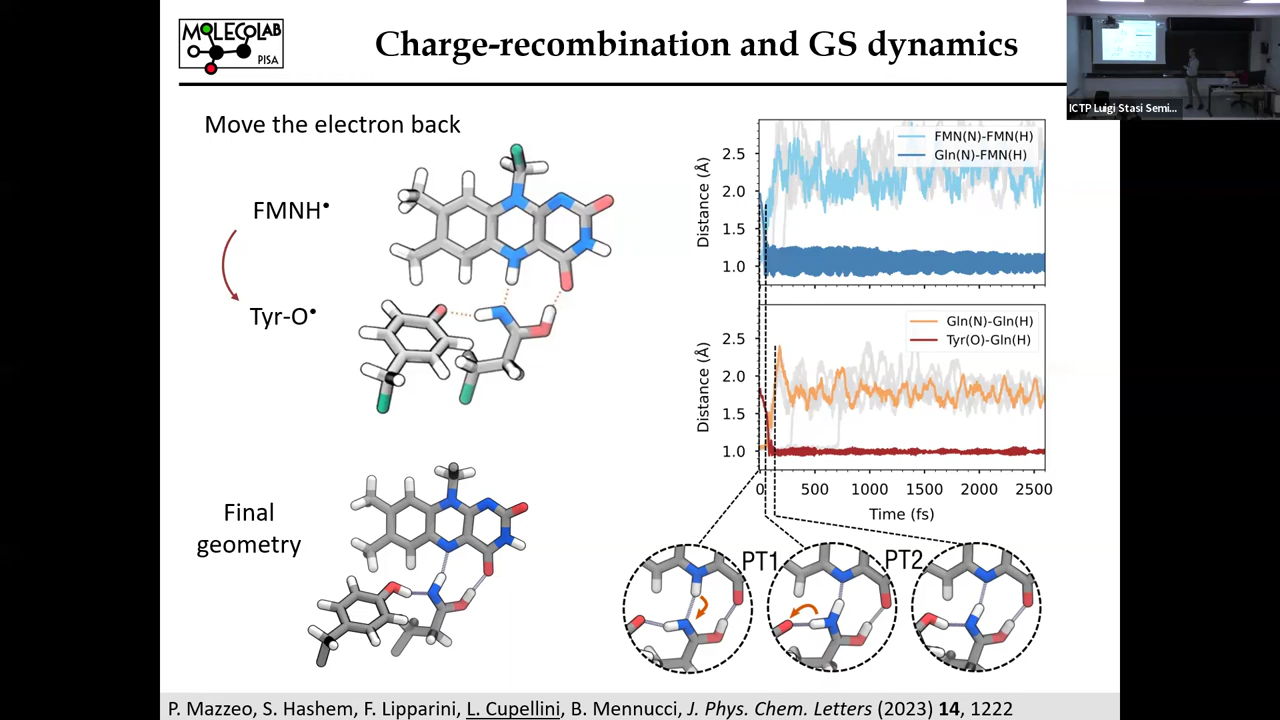 MOLECOLAB
PISA
Charge-recombination and GS dynamics
ICTP Luigi Stasi Semi...
Move the electron back
FMNH•
Tyr-O•
Final
geometry
FMN(N)-FMN(H)
Gln(N)-FMN(H)
Distance (Å)
2.5
2.0
1.5
1.0
Gln(N)-Gln(H)
Tyr(O)-Gln(H)
Distance (Å)
2.5
2.0
1.5
1.0
0 500 1000 1500 2000 2500
Time (fs)
PT1 PT2
P. Mazzeo, S. Hashem, F. Lipparini, L. Cupellini, B. Mennucci, J. Phys. Chem. Letters (2023) 14, 1222